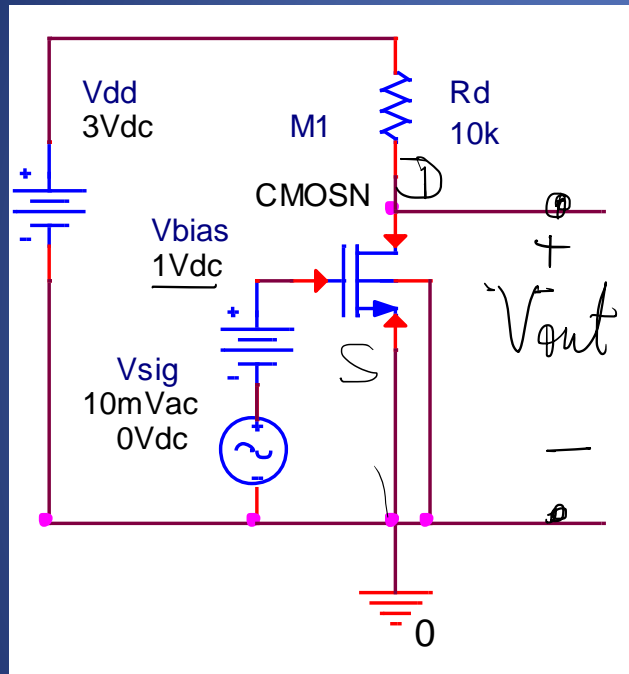 Vdd
3Vdc
Rd
10k
M1
D
CMOSN
Vbias
1Vdc
+
Vout
S
Vsig
10mVac
0Vdc
-
0